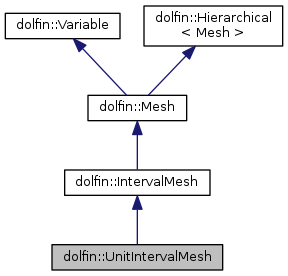 dolfin::Variable
dolfin::Hierarchical
< Mesh >
dolfin::Mesh
dolfin::IntervalMesh
dolfin::UnitIntervalMesh